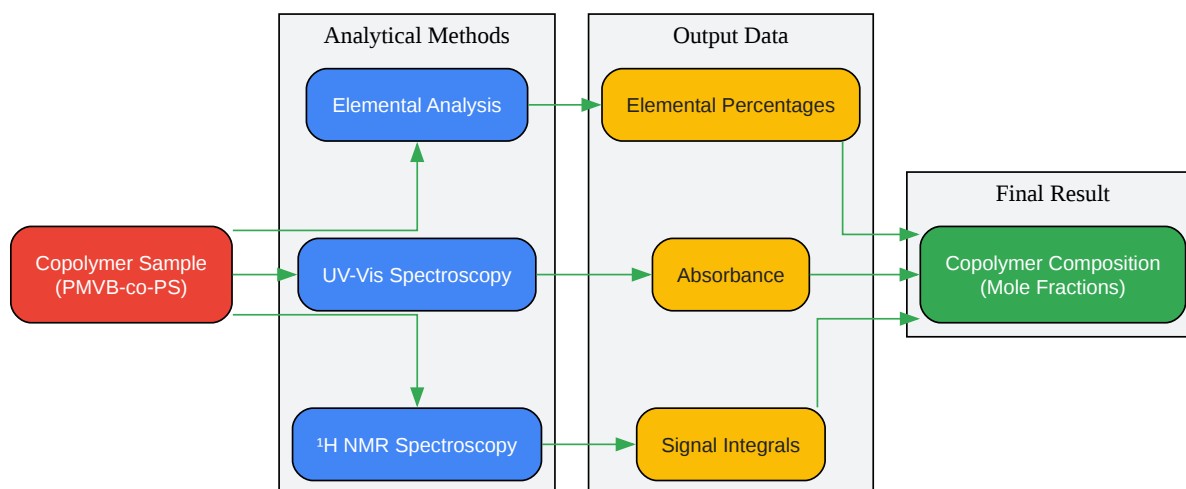 Analytical Methods
Output Data
Elemental Analysis
Elemental Percentages
Final Result
Copolymer Sample
(PMVB-co-PS)
UV-Vis Spectroscopy
Absorbance
Copolymer Composition
(Mole Fractions)
¹H NMR Spectroscopy
Signal Integrals